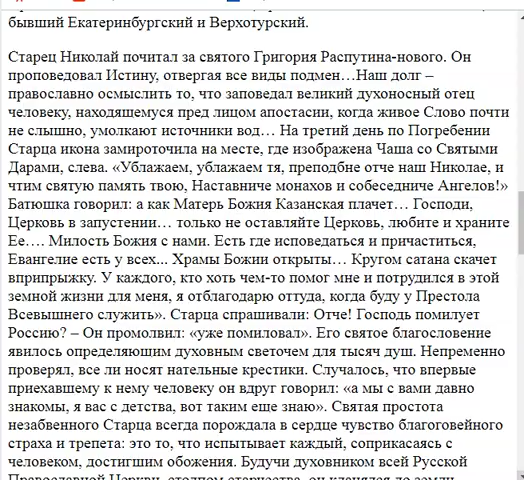 бывший Екатеринбургский и Верхотурский.
Старец Николай почитал за святого Григория Распутина-нового. Он
проповедовал Истину, отвергая все виды подмен…Наш долг –
православно осмыслить то, что заповедал великий духоносный отец
человеку, находящемуся пред лицом апостасии, когда живое Слово почти
не слышно, умолкают источники вод… На третий день по Погребении
Старца икона замироточила на месте, где изображена Чаша со Святыми
Дарами, слева. «Ублажаем, ублажаем тя, преподбне отче наш Николае, и
чтим святую память твою, Наставниче монахов и собеседниче Ангелов!»
Батюшка говорил: а как Матерь Божия Казанская плачет… Господи,
Церковь в запустении… только не оставляйте Церковь, любите и храните
Ее…. Милость Божия с нами. Есть где исповедаться и причаститься,
Евангелие есть у всех... Храмы Божии открыты… Кругом сатана скачет
вприпрыжку. У каждого, кто хоть чем-то помог мне и потрудился в этой
земной жизни для меня, я отблагодарю оттуда, когда буду у Престола
Всевышнего служить». Старца спрашивали: Отче! Господь помилует
Россию? – Он промолвил: «уже помиловал». Его святое благословение
явилось определяющим духовным светочем для тысяч душ. Непременно
проверял, все ли носят нательные крестики. Случалось, что впервые
приехавшему к нему человеку он вдруг говорил: «а мы с вами давно
знакомы, я вас с детства, вот таким еще знаю». Святая простота
незабвенного Старца всегда порождала в сердце чувство благоговейного
страха и трепета: это то, что испытывает каждый, соприкасаясь с
человеком, достигшим обожения. Будучи духовником всей Русской
Православной Церкви, столпом старчества, он кланялся до земли